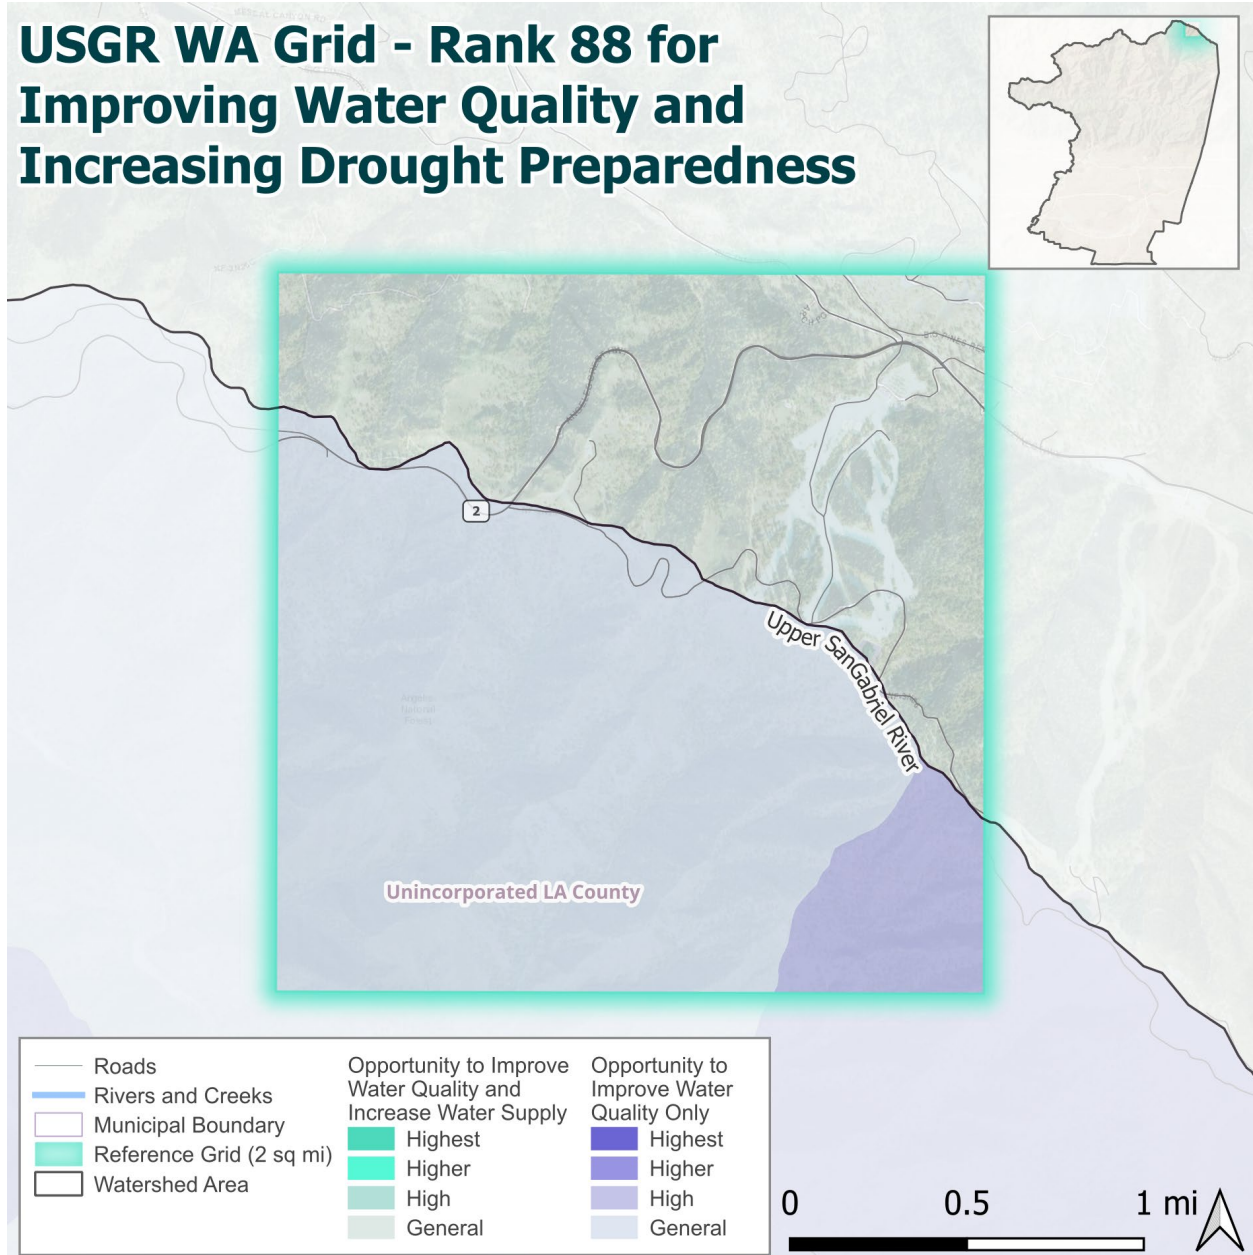 USGR WA Grid - Rank 88 for
Improving Water Quality and
Increasing Drought Preparedness
2
Upper SanGabriel River
Angeles
National
Forest
Unincorporated LA County
Roads
Rivers and Creeks
Municipal Boundary
Reference Grid (2 sq mi)
Watershed Area
Opportunity to Improve
Water Quality and
Increase Water Supply
Highest
Higher
High
General
Opportunity to
Improve Water
Quality Only
Highest
Higher
High
General
0 0.5 1 mi